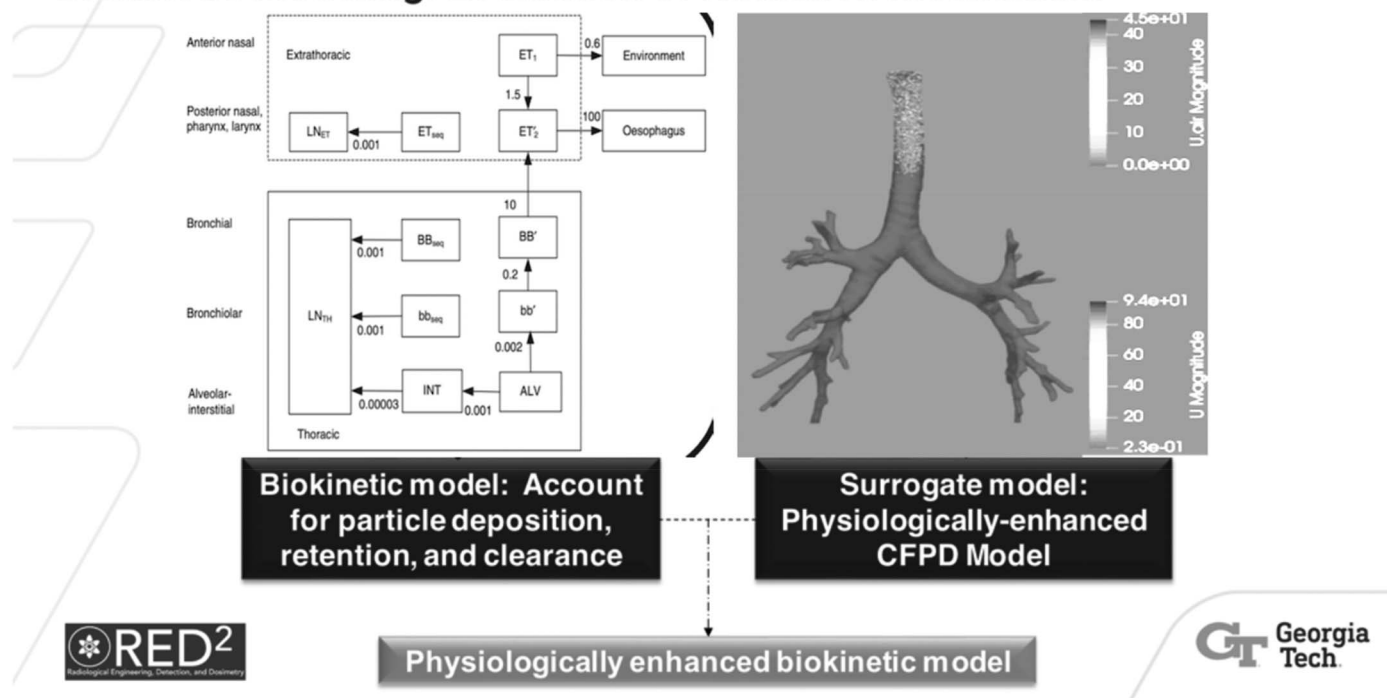 Anterior nasal
Extrathoracic
ET1
0.6
Environment
1.5
Posterior nasal,
pharynx, larynx
LNET
0.001
ETseq
ET′2
100
Oesophagus
10
Bronchial
BBseq
0.001
BB′
0.2
Bronchiolar
LNTH
bbseq
0.001
bb′
0.002
Alveolar-
interstitial
INT
ALV
0.00003
0.001
Thoracic
4.5e+01
40
30
20
10
0.0e+00
U.air Magnitude
9.4e+01
80
60
40
20
2.3e-01
U Magnitude
Biokinetic model: Account
for particle deposition,
retention, and clearance
Surrogate model:
Physiologically-enhanced
CFPD Model
Physiologically enhanced biokinetic model
RED2
Radiological Engineering, Detection, and Dosimetry
GT
Georgia
Tech